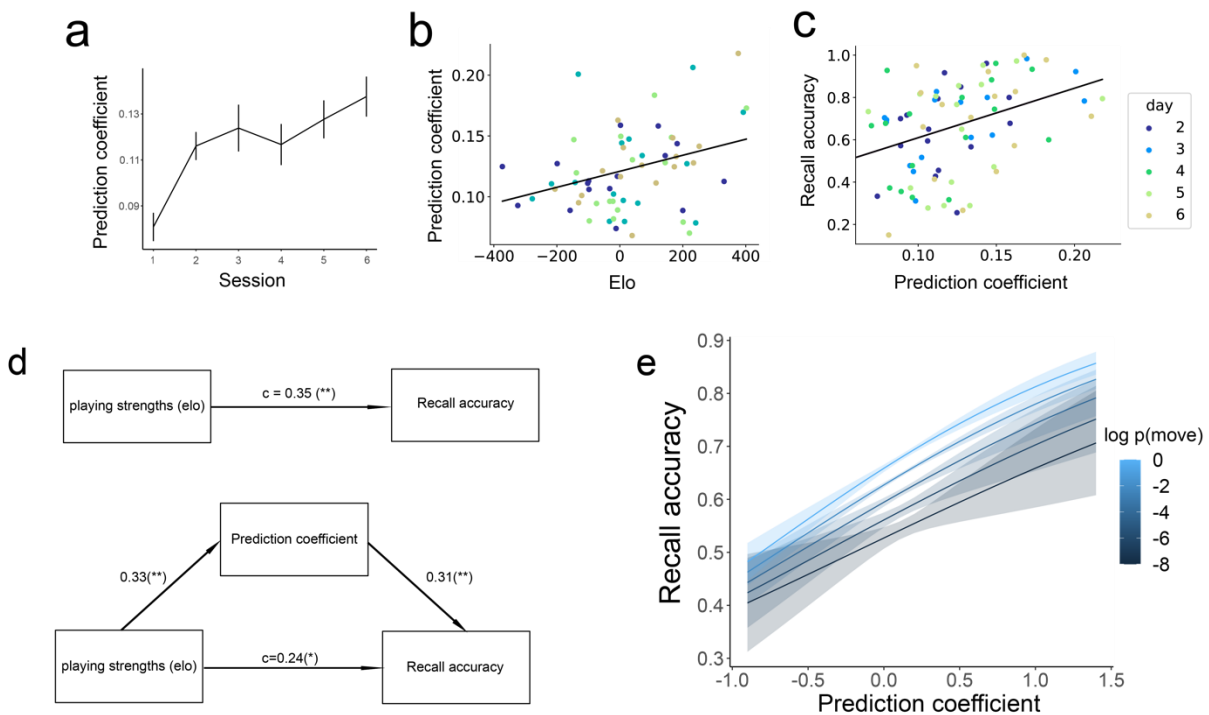 a
Prediction coefficient
0.13
0.11
0.09
1 2 3 4 5 6
Session
b
Prediction coefficient
0.20
0.15
0.10
−400 −200 0 200 400
Elo
c
Recall accuracy
1.0
0.8
0.6
0.4
0.2
0.10 0.15 0.20
Prediction coefficient
day
2
3
4
5
6
d
playing strengths (elo)
c = 0.35 (**)
Recall accuracy
Prediction coefficient
0.33(**)
0.31(**)
playing strengths (elo)
c=0.24(*)
Recall accuracy
e
Recall accuracy
0.9
0.8
0.7
0.6
0.5
0.4
0.3
-1.0 -0.5 0.0 0.5 1.0 1.5
Prediction coefficient
log p(move)
0
-2
-4
-6
-8